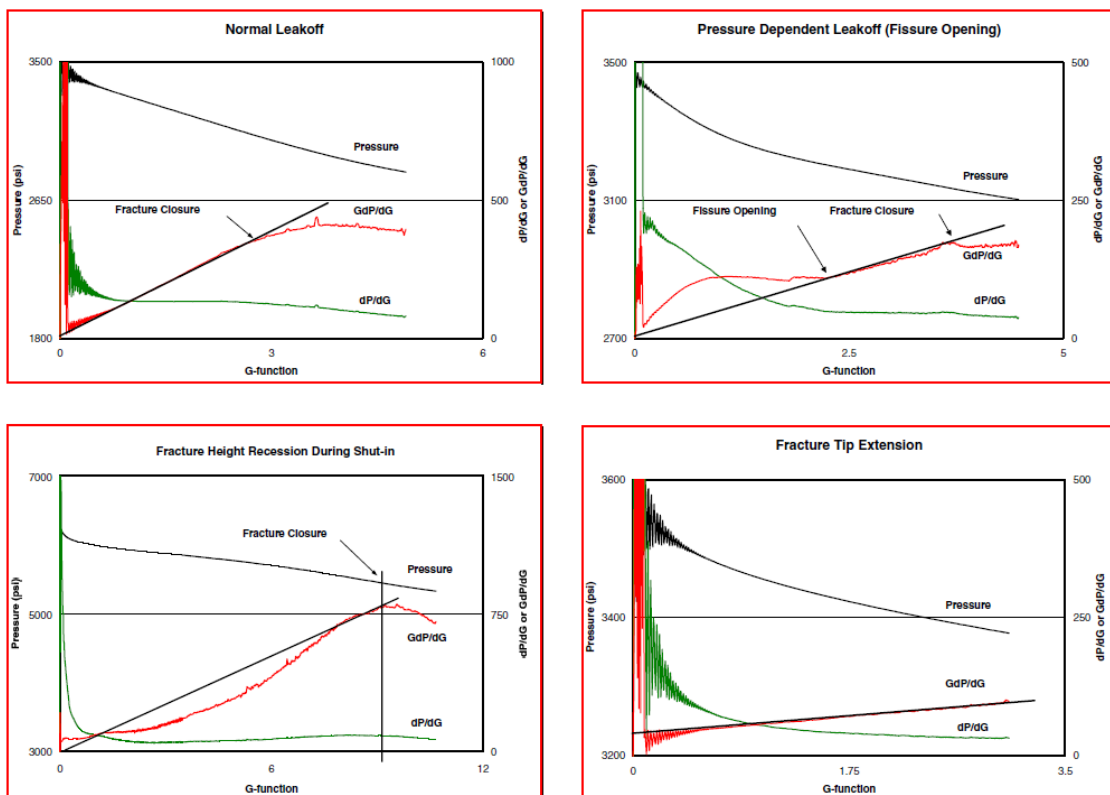 Normal Leakoff
3500
2650
1800
Pressure (psi)
1000
500
0
dP/dG or GdP/dG
Pressure
Fracture Closure
GdP/dG
dP/dG
0
3
6
G-function
Pressure Dependent Leakoff (Fissure Opening)
3500
3100
2700
Pressure (psi)
500
250
0
dP/dG or GdP/dG
Pressure
Fissure Opening
Fracture Closure
GdP/dG
dP/dG
0
2.5
5
G-function
Fracture Height Recession During Shut-in
7000
5000
3000
Pressure (psi)
1500
750
0
dP/dG or GdP/dG
Fracture Closure
Pressure
GdP/dG
dP/dG
0
6
12
G-function
Fracture Tip Extension
3600
3400
3200
Pressure (psi)
500
250
0
dP/dG or GdP/dG
Pressure
GdP/dG
dP/dG
0
1.75
3.5
G-function